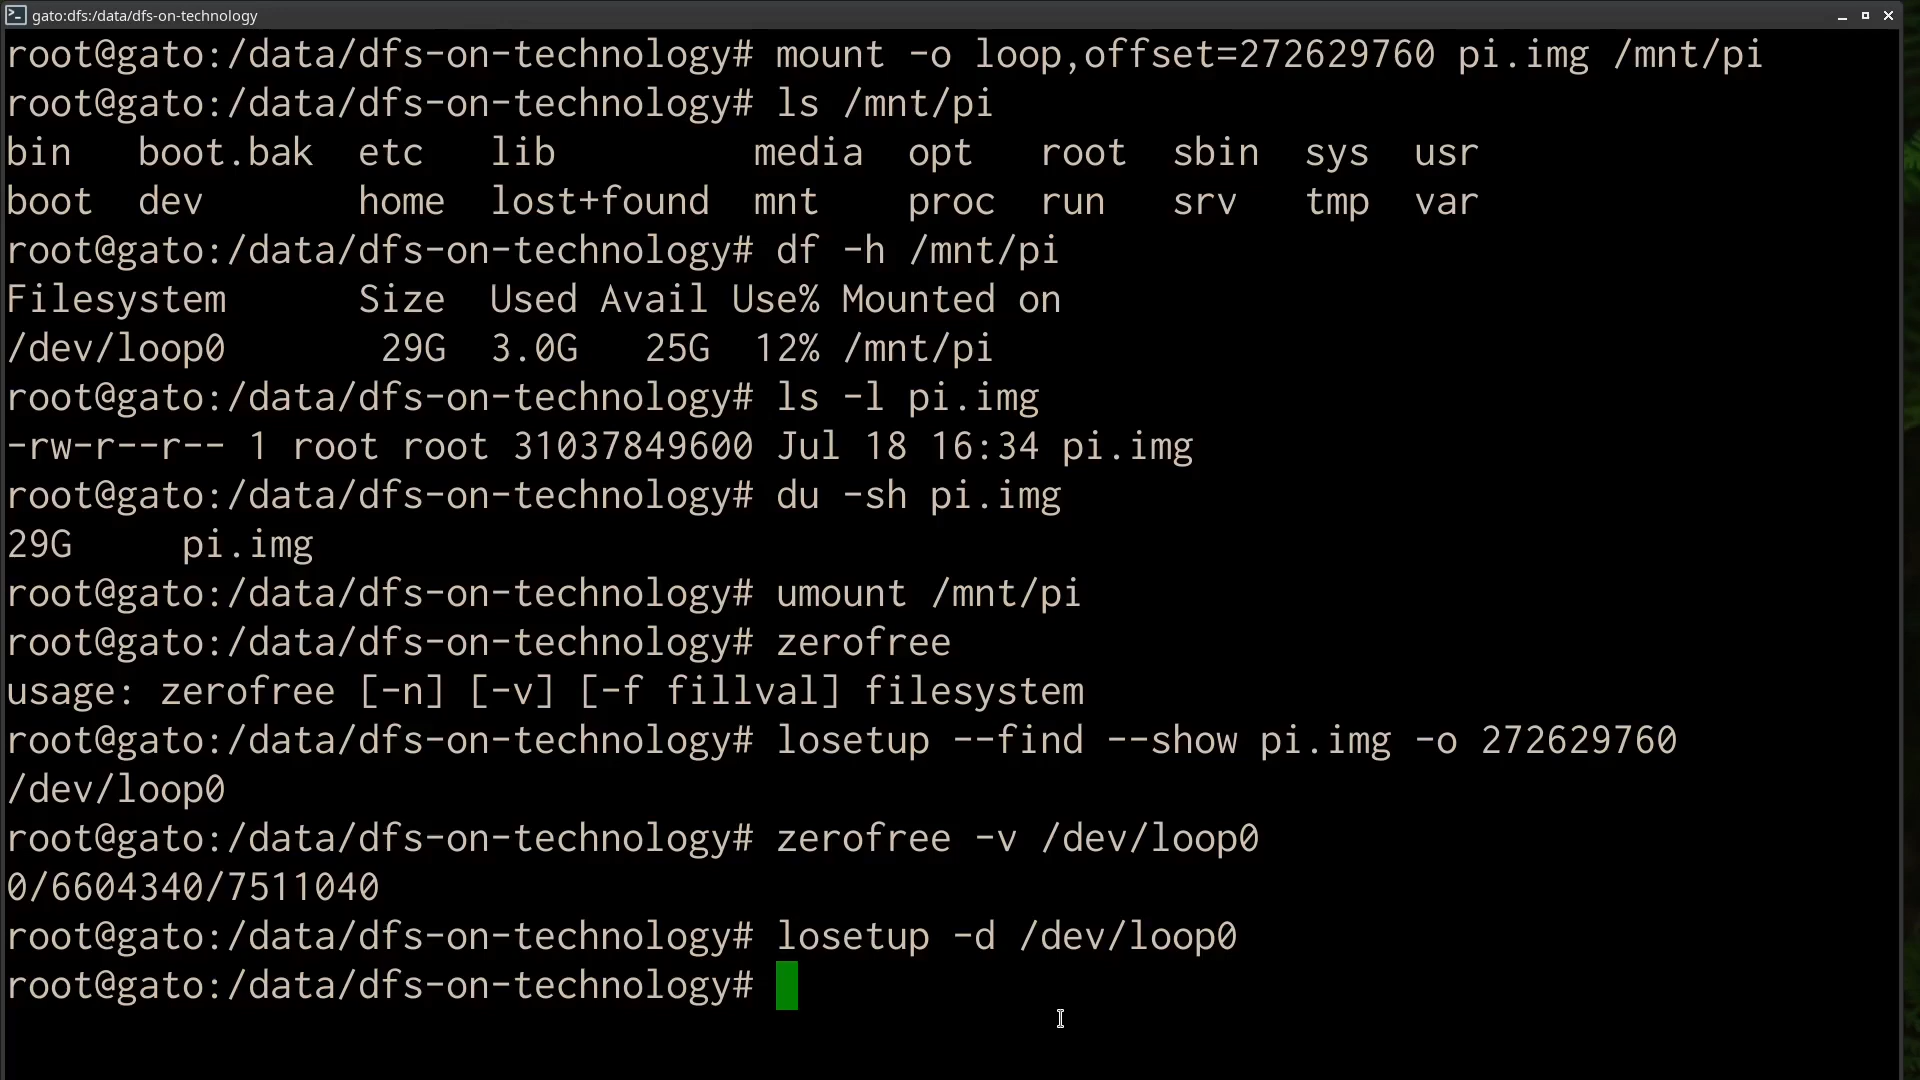 gato:dfs:/data/dfs-on-technology
root@gato:/data/dfs-on-technology# mount -o loop,offset=272629760 pi.img /mnt/pi
root@gato:/data/dfs-on-technology# ls /mnt/pi
bin   boot.bak  etc   lib         media  opt   root  sbin  sys  usr
boot  dev       home  lost+found  mnt    proc  run   srv   tmp  var
root@gato:/data/dfs-on-technology# df -h /mnt/pi
Filesystem      Size  Used Avail Use% Mounted on
/dev/loop0       29G  3.0G   25G  12% /mnt/pi
root@gato:/data/dfs-on-technology# ls -l pi.img
-rw-r--r-- 1 root root 31037849600 Jul 18 16:34 pi.img
root@gato:/data/dfs-on-technology# du -sh pi.img
29G     pi.img
root@gato:/data/dfs-on-technology# umount /mnt/pi
root@gato:/data/dfs-on-technology# zerofree
usage: zerofree [-n] [-v] [-f fillval] filesystem
root@gato:/data/dfs-on-technology# losetup --find --show pi.img -o 272629760
/dev/loop0
root@gato:/data/dfs-on-technology# zerofree -v /dev/loop0
0/6604340/7511040
root@gato:/data/dfs-on-technology# losetup -d /dev/loop0
root@gato:/data/dfs-on-technology#